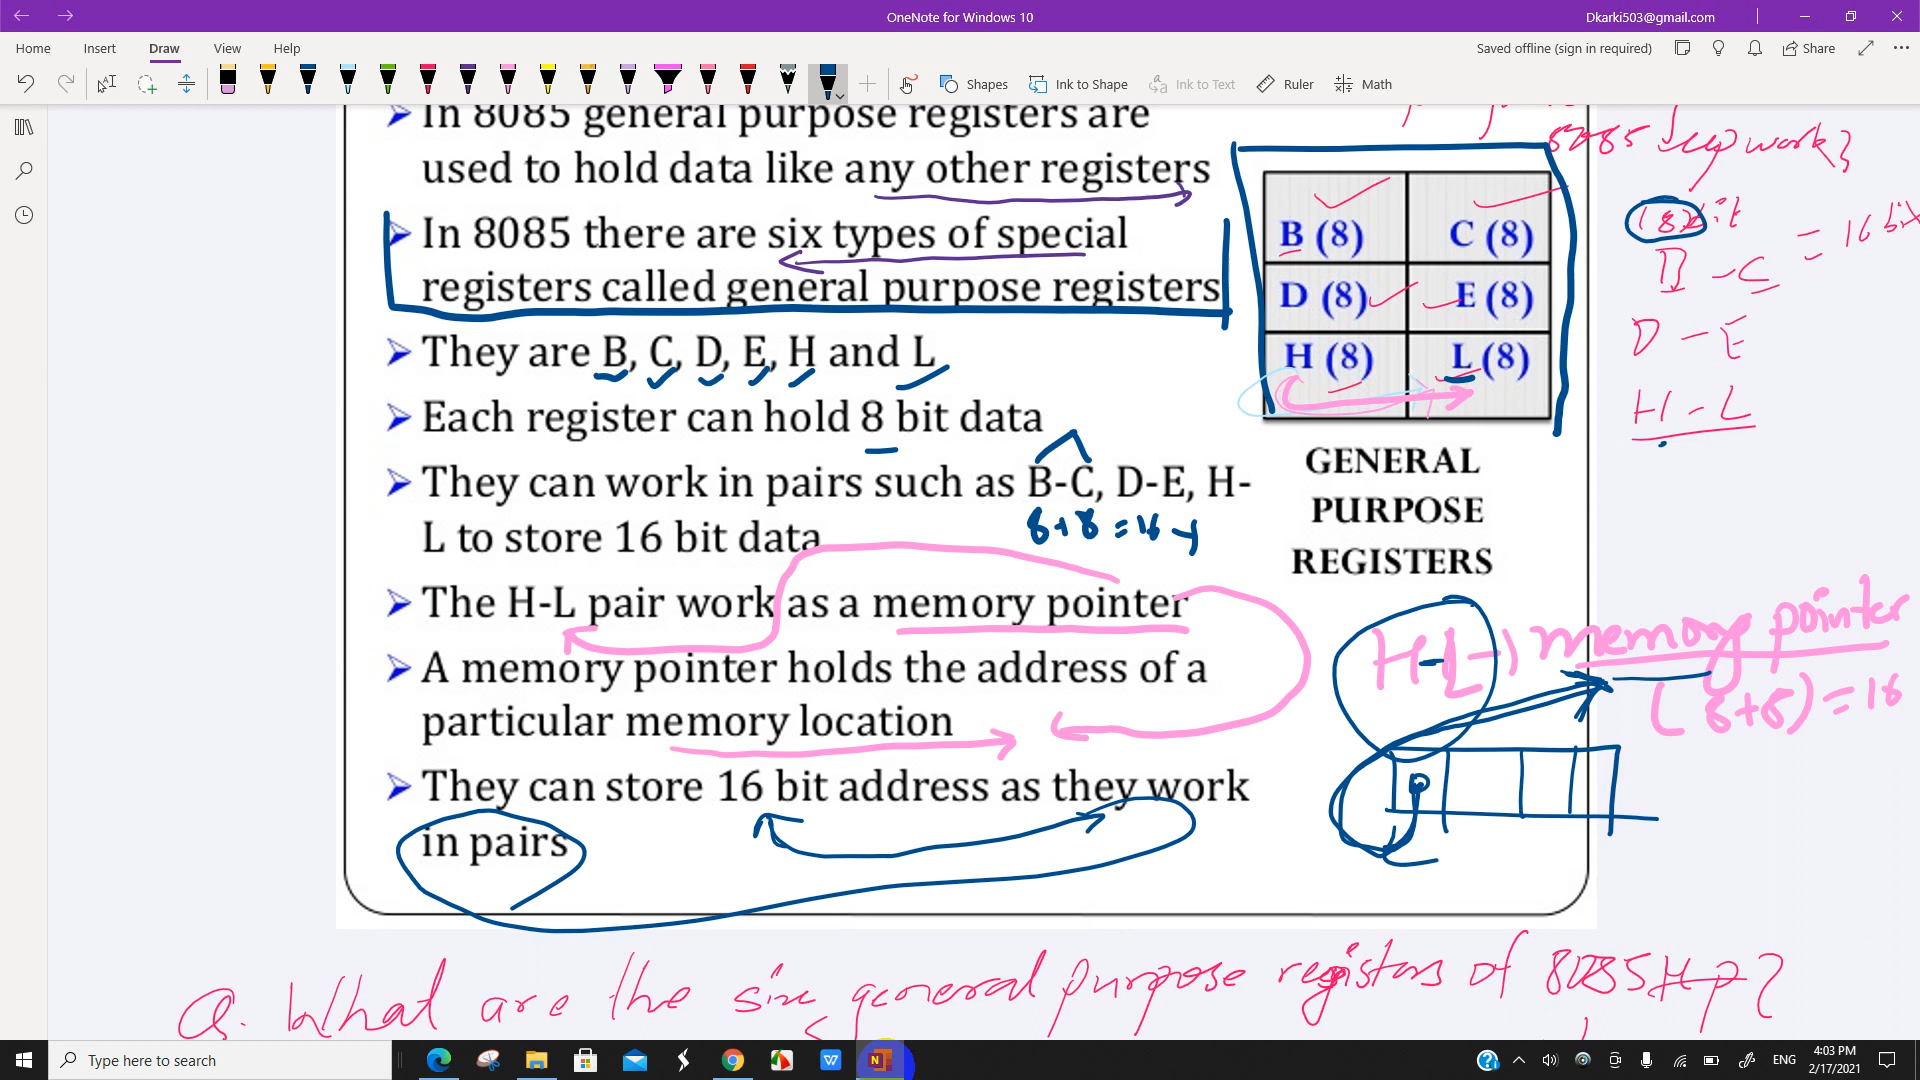 OneNote for Windows 10
Dkarki503@gmail.com
Home Insert Draw View Help
Saved offline (sign in required)
Share
Shapes
Ink to Shape
Ink to Text
Ruler
Math
In 8085 general purpose registers are
used to hold data like any other registers
In 8085 there are six types of special
registers called general purpose registers
They are B, C, D, E, H and L
Each register can hold 8 bit data
They can work in pairs such as B-C, D-E, H-
L to store 16 bit data
8+8=16
The H-L pair work as a memory pointer
A memory pointer holds the address of a
particular memory location
They can store 16 bit address as they work
in pairs
B (8) C (8)
D (8) E (8)
H (8) L (8)
GENERAL
PURPOSE
REGISTERS
8085
work
(8) bit
B - C = 16 bit
D - E
H - L
H-L memory pointer
(8+8)=16
Q. What are the six general purpose registers of 8085 μp?
Type here to search
ENG
4:03 PM
2/17/2021